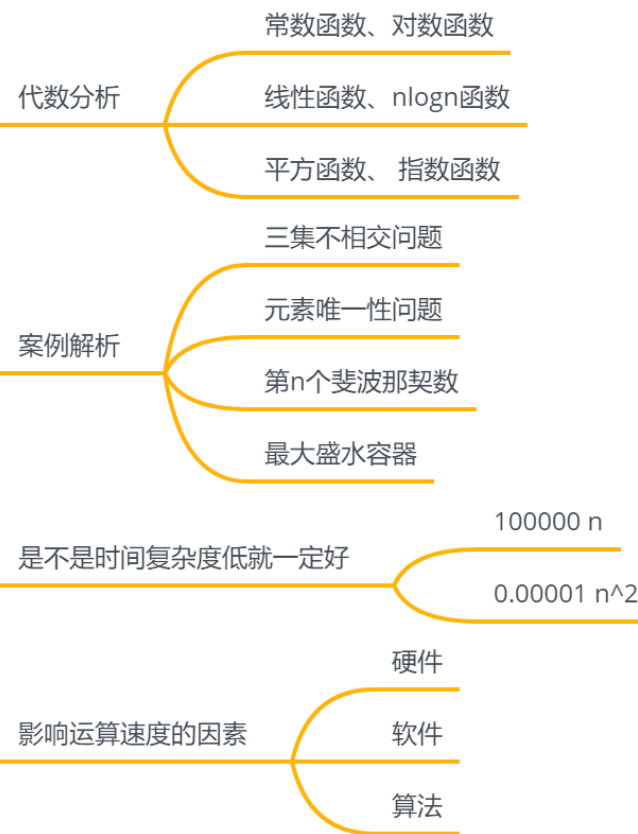 代数分析
常数函数、对数函数
线性函数、nlogn函数
平方函数、 指数函数
案例解析
三集不相交问题
元素唯一性问题
第n个斐波那契数
最大盛水容器
是不是时间复杂度低就一定好
100000 n
0.00001 n^2
影响运算速度的因素
硬件
软件
算法